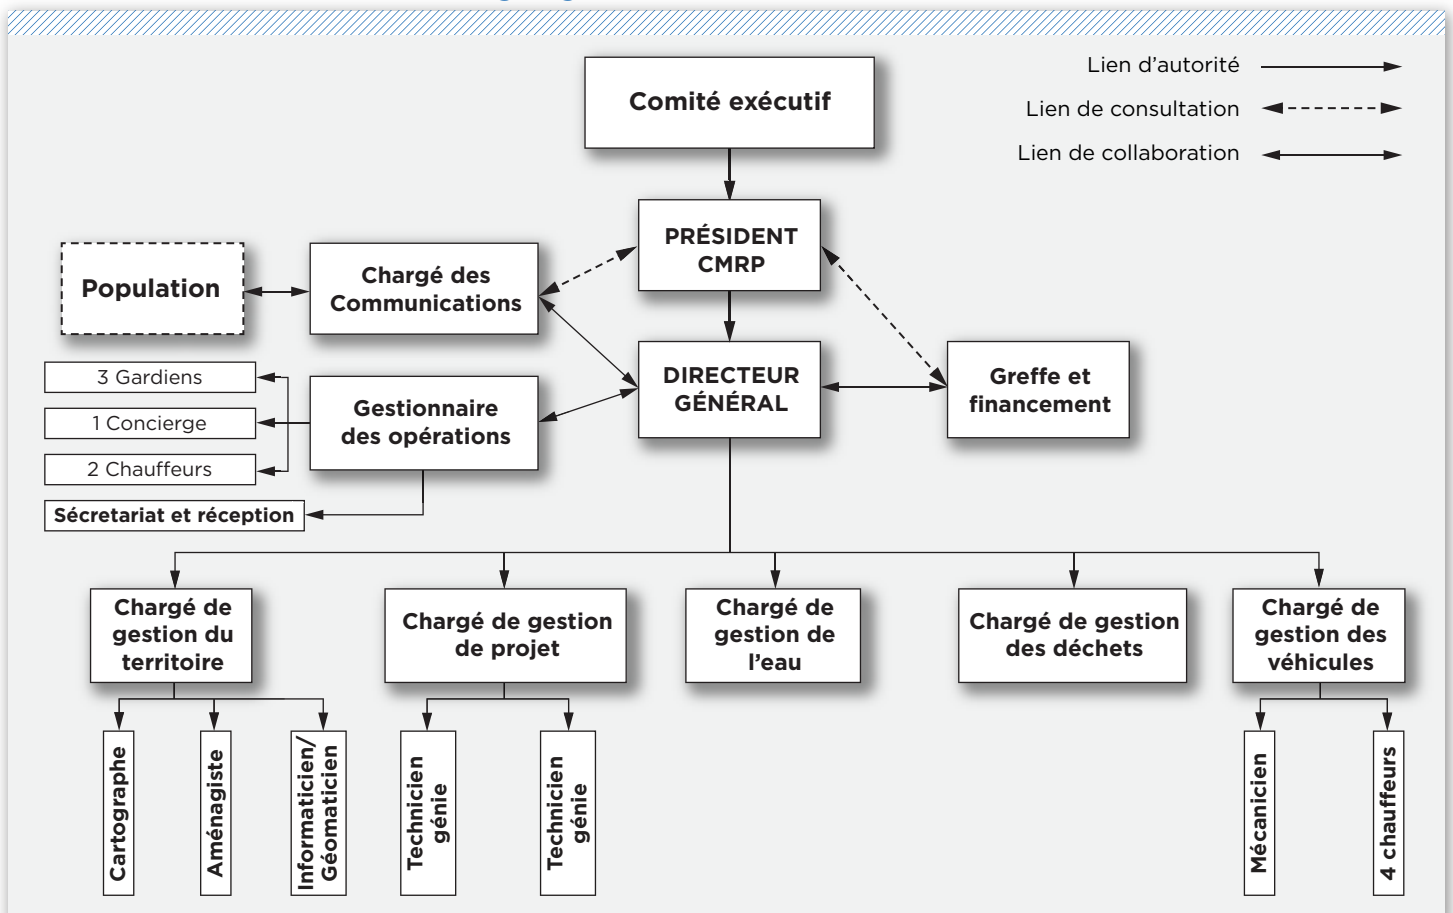 Comité exécutif
Lien d'autorité
Lien de consultation
Lien de collaboration
PRÉSIDENT
CMRP
Population
Chargé des
Communications
3 Gardiens
1 Concierge
2 Chauffeurs
Sécretariat et réception
Gestionnaire
des opérations
DIRECTEUR
GÉNÉRAL
Greffe et
financement
Chargé de
gestion du
territoire
Chargé de gestion
de projet
Chargé de
gestion de
l'eau
Chargé de gestion
des déchets
Chargé de
gestion des
véhicules
Cartographe
Aménagiste
Informaticien/
Géomaticien
Technicien
génie
Technicien
génie
Mécanicien
4 chauffeurs